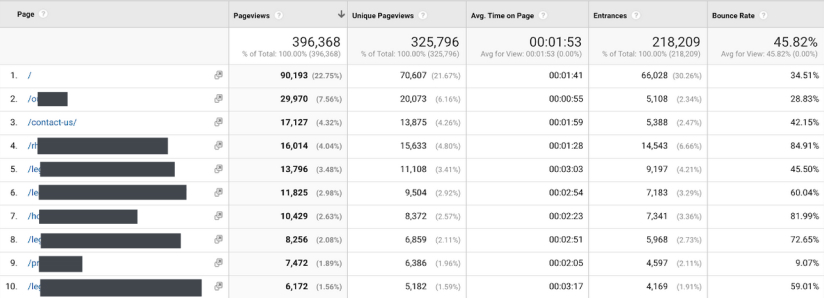 Page Pageviews Unique Pageviews Avg. Time on Page Entrances Bounce Rate
396,368 325,796 00:01:53 218,209 45.82%
% of Total: 100.00% (396,368) % of Total: 100.00% (325,796) Avg for View: 00:01:53 (0.00%) % of Total: 100.00% (218,209) Avg for View: 45.82% (0.00%)
1. / 90,193 (22.75%) 70,607 (21.67%) 00:01:41 66,028 (30.26%) 34.51%
2. 29,970 (7.56%) 20,073 (6.16%) 00:00:55 5,108 (2.34%) 28.83%
3. /contact-us/ 17,127 (4.32%) 13,875 (4.26%) 00:01:59 5,388 (2.47%) 42.15%
4. /rh 16,014 (4.04%) 15,633 (4.80%) 00:01:28 14,543 (6.66%) 84.91%
5. /le 13,796 (3.48%) 11,108 (3.41%) 00:03:03 9,197 (4.21%) 45.50%
6. /le 11,825 (2.98%) 9,504 (2.92%) 00:02:54 7,183 (3.29%) 60.04%
7. /ho 10,429 (2.63%) 8,372 (2.57%) 00:02:23 7,341 (3.36%) 81.99%
8. /leg 8,256 (2.08%) 6,859 (2.11%) 00:02:51 5,968 (2.73%) 72.65%
9. /pr 7,472 (1.89%) 6,386 (1.96%) 00:02:05 4,597 (2.11%) 9.07%
10. /leg 6,172 (1.56%) 5,182 (1.59%) 00:03:17 4,169 (1.91%) 59.01%